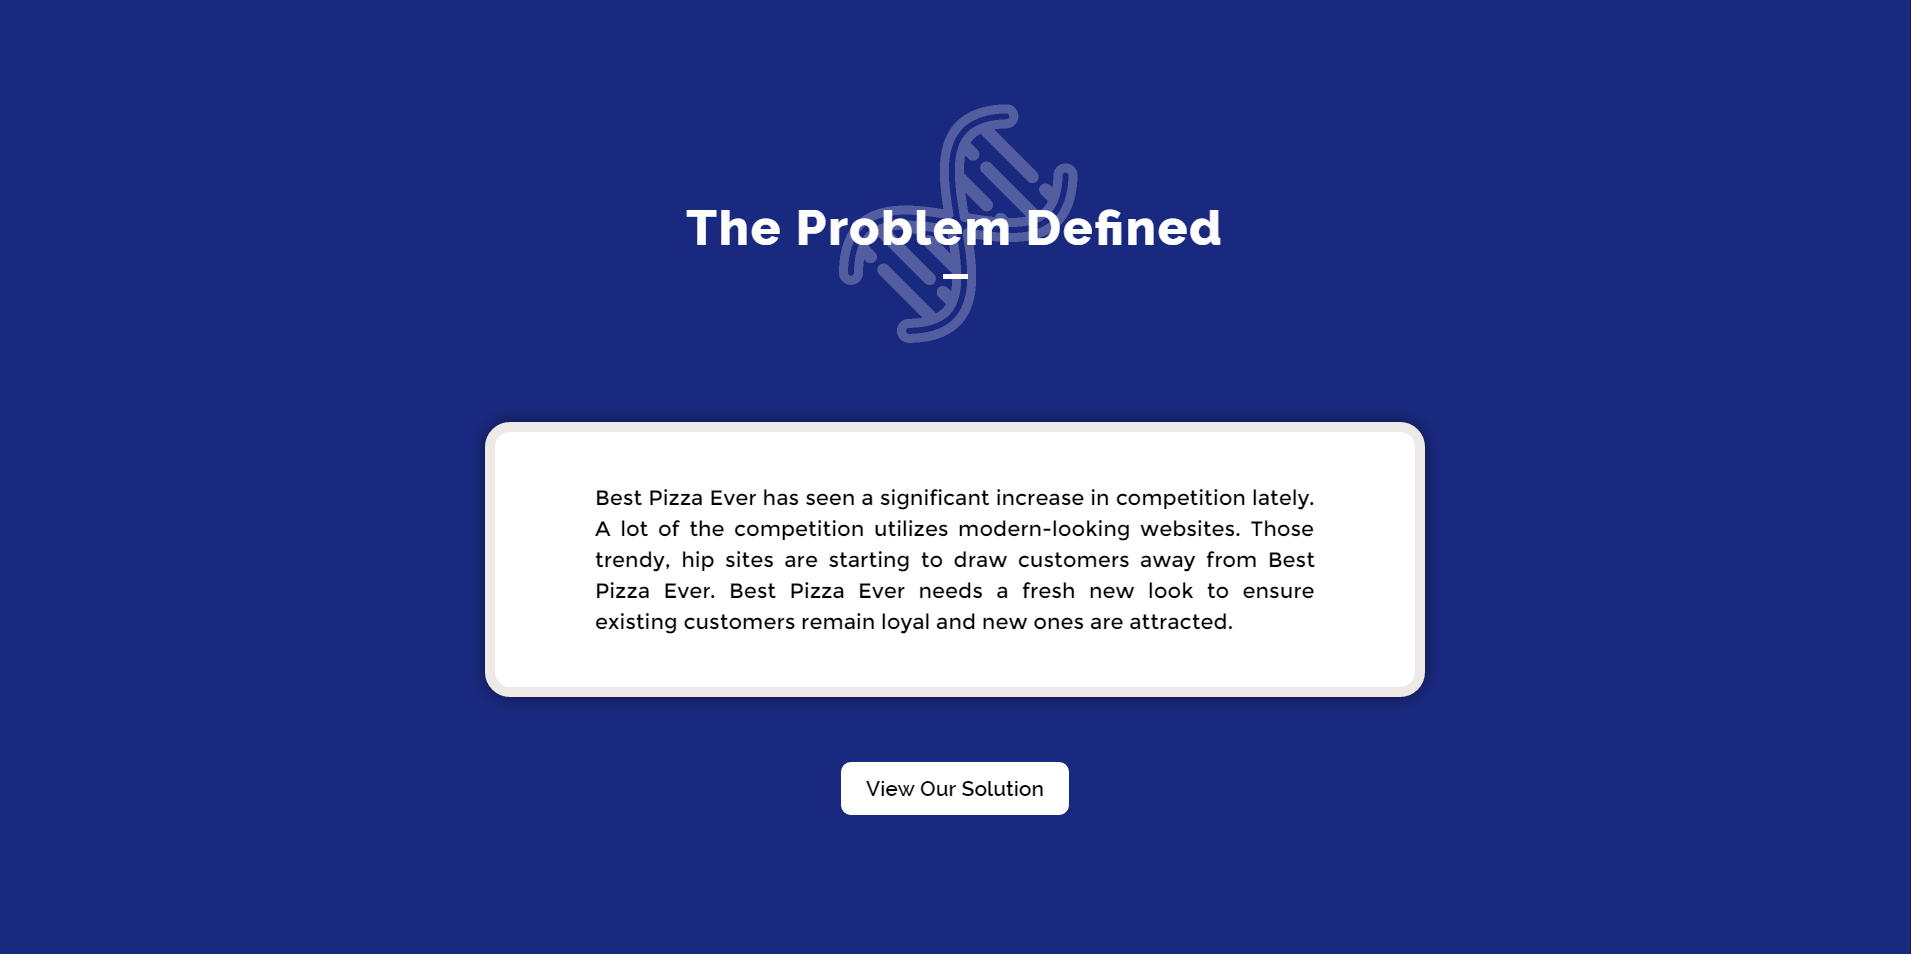 The Problem Defined
Best Pizza Ever has seen a significant increase in competition lately.
A lot of the competition utilizes modern-looking websites. Those
trendy, hip sites are starting to draw customers away from Best
Pizza Ever. Best Pizza Ever needs a fresh new look to ensure
existing customers remain loyal and new ones are attracted.
View Our Solution